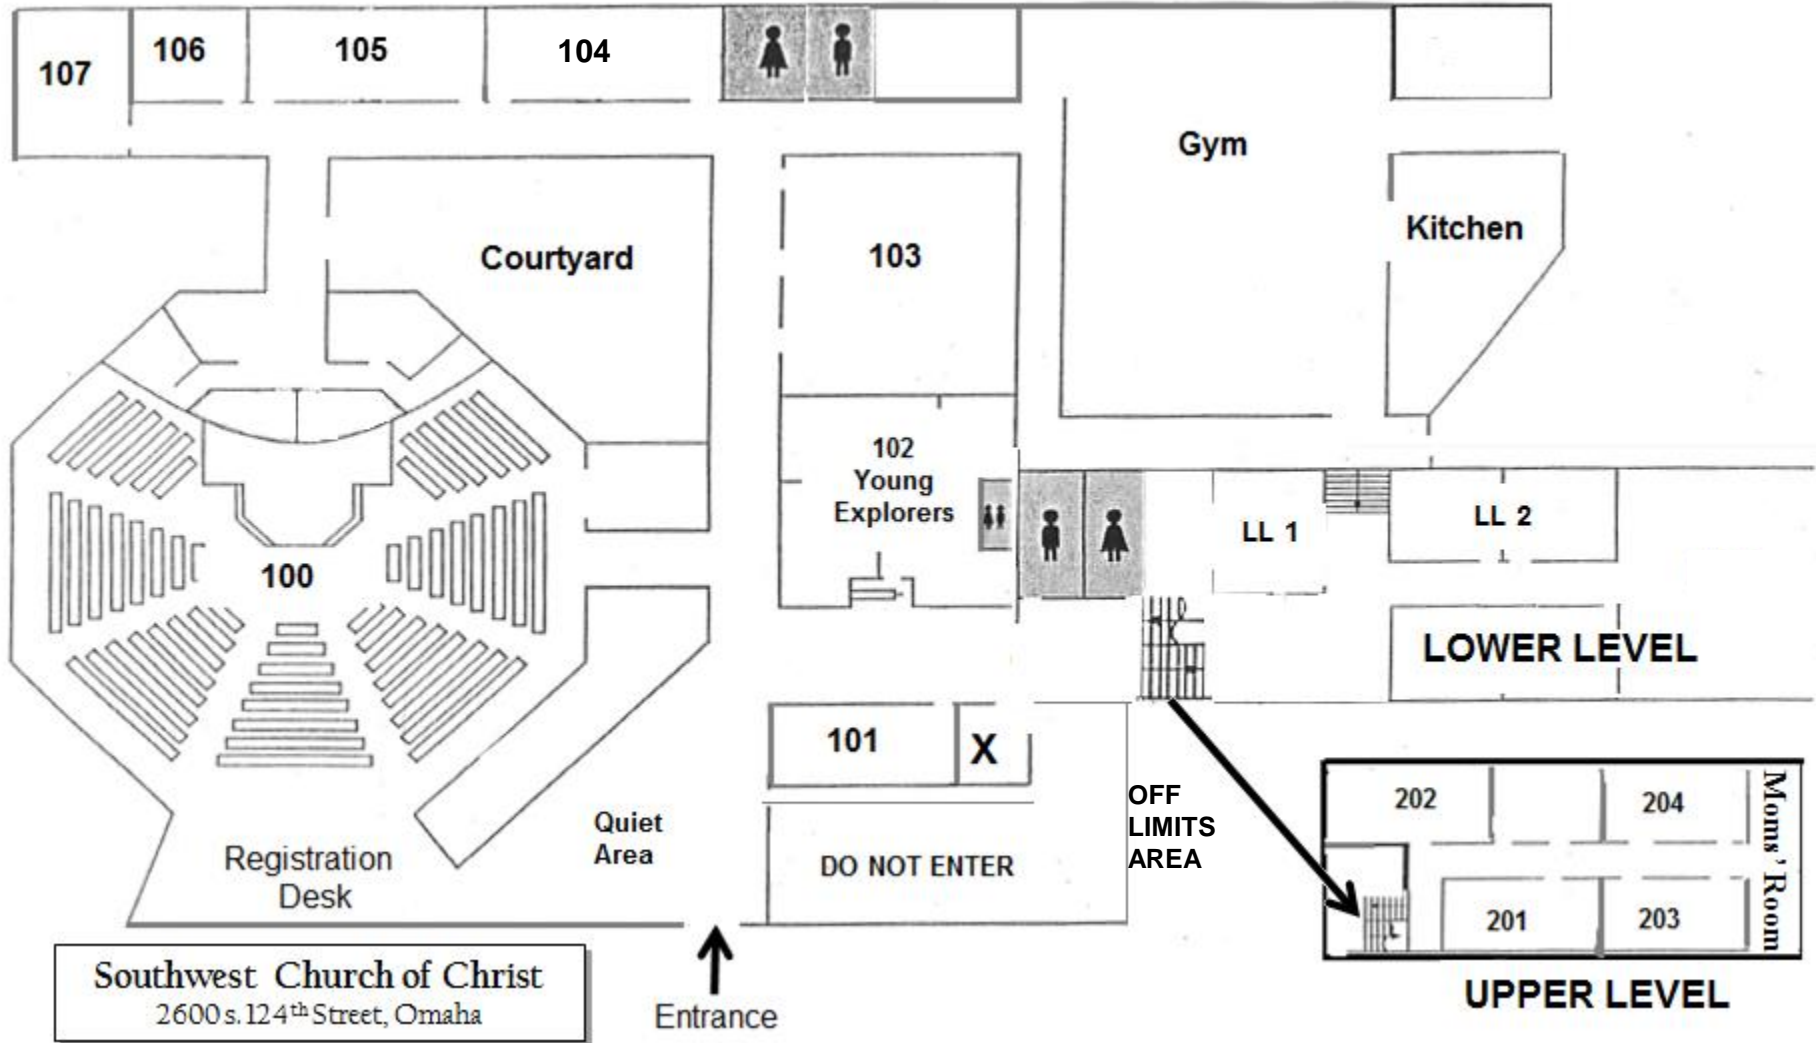 107
106
105
104
Gym
Courtyard
103
Kitchen
102
Young
Explorers
LL 1
LL 2
100
LOWER LEVEL
101
X
OFF
LIMITS
AREA
202
204
Moms' Room
Quiet
Area
Registration
Desk
DO NOT ENTER
201
203
Southwest Church of Christ
2600 s. 124th Street, Omaha
Entrance
UPPER LEVEL